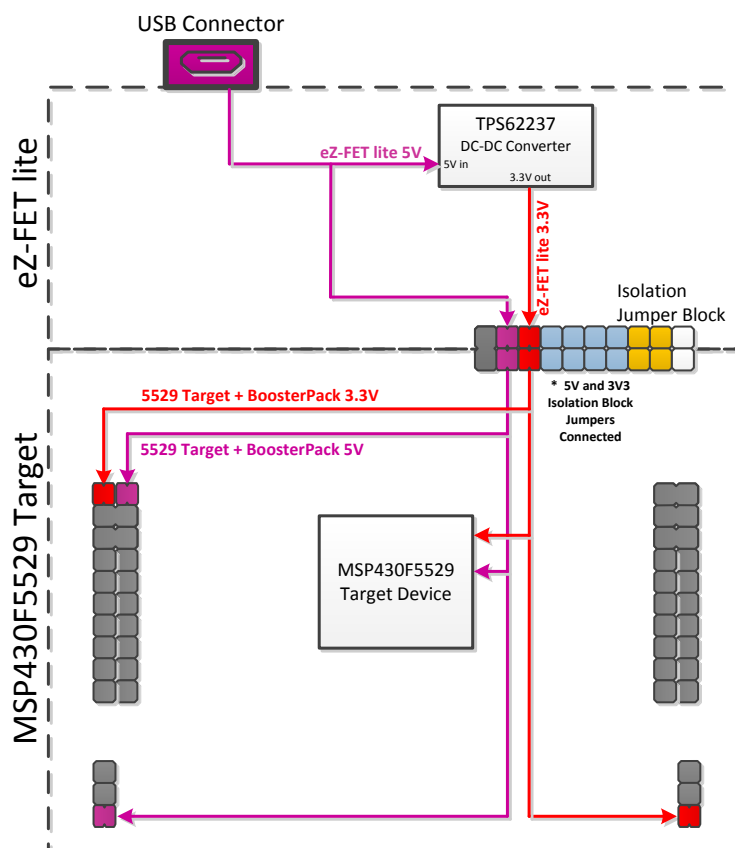 USB Connector
eZ-FET lite
TPS62237
DC-DC Converter
5V in
3.3V out
eZ-FET lite 5V
eZ-FET lite 3.3V
Isolation
Jumper Block
* 5V and 3V3
Isolation Block
Jumpers
Connected
MSP430F5529 Target
5529 Target + BoosterPack 3.3V
5529 Target + BoosterPack 5V
MSP430F5529
Target Device